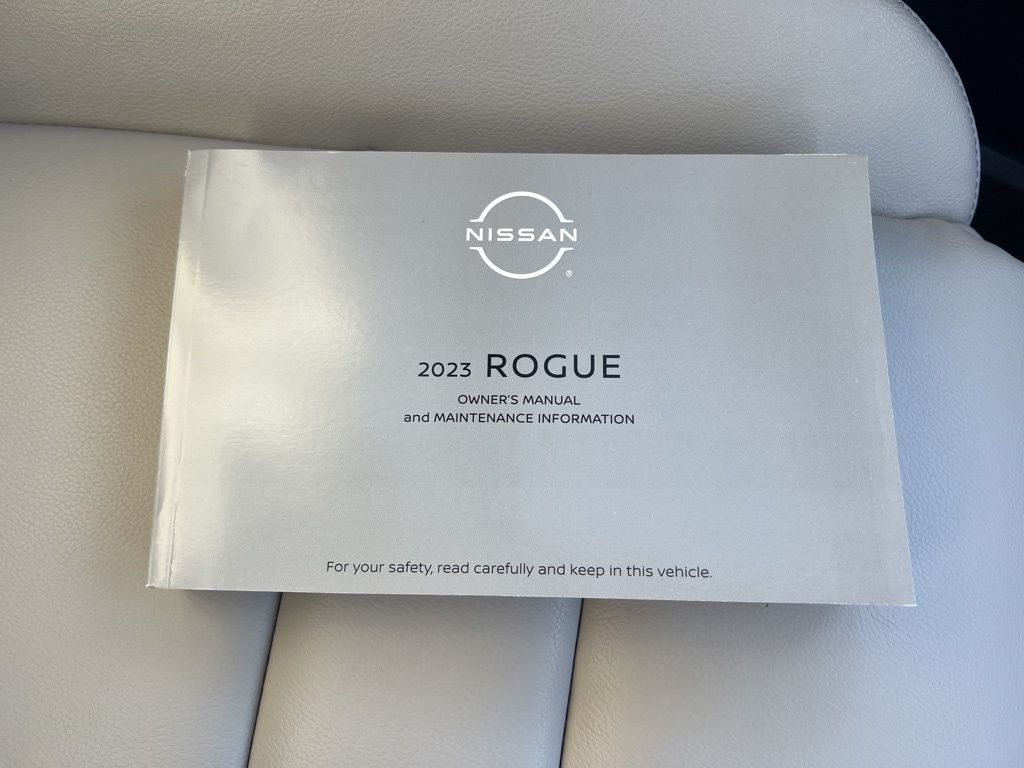 NISSAN
®
2023 ROGUE
OWNER'S MANUAL
and MAINTENANCE INFORMATION
For your safety, read carefully and keep in this vehicle.